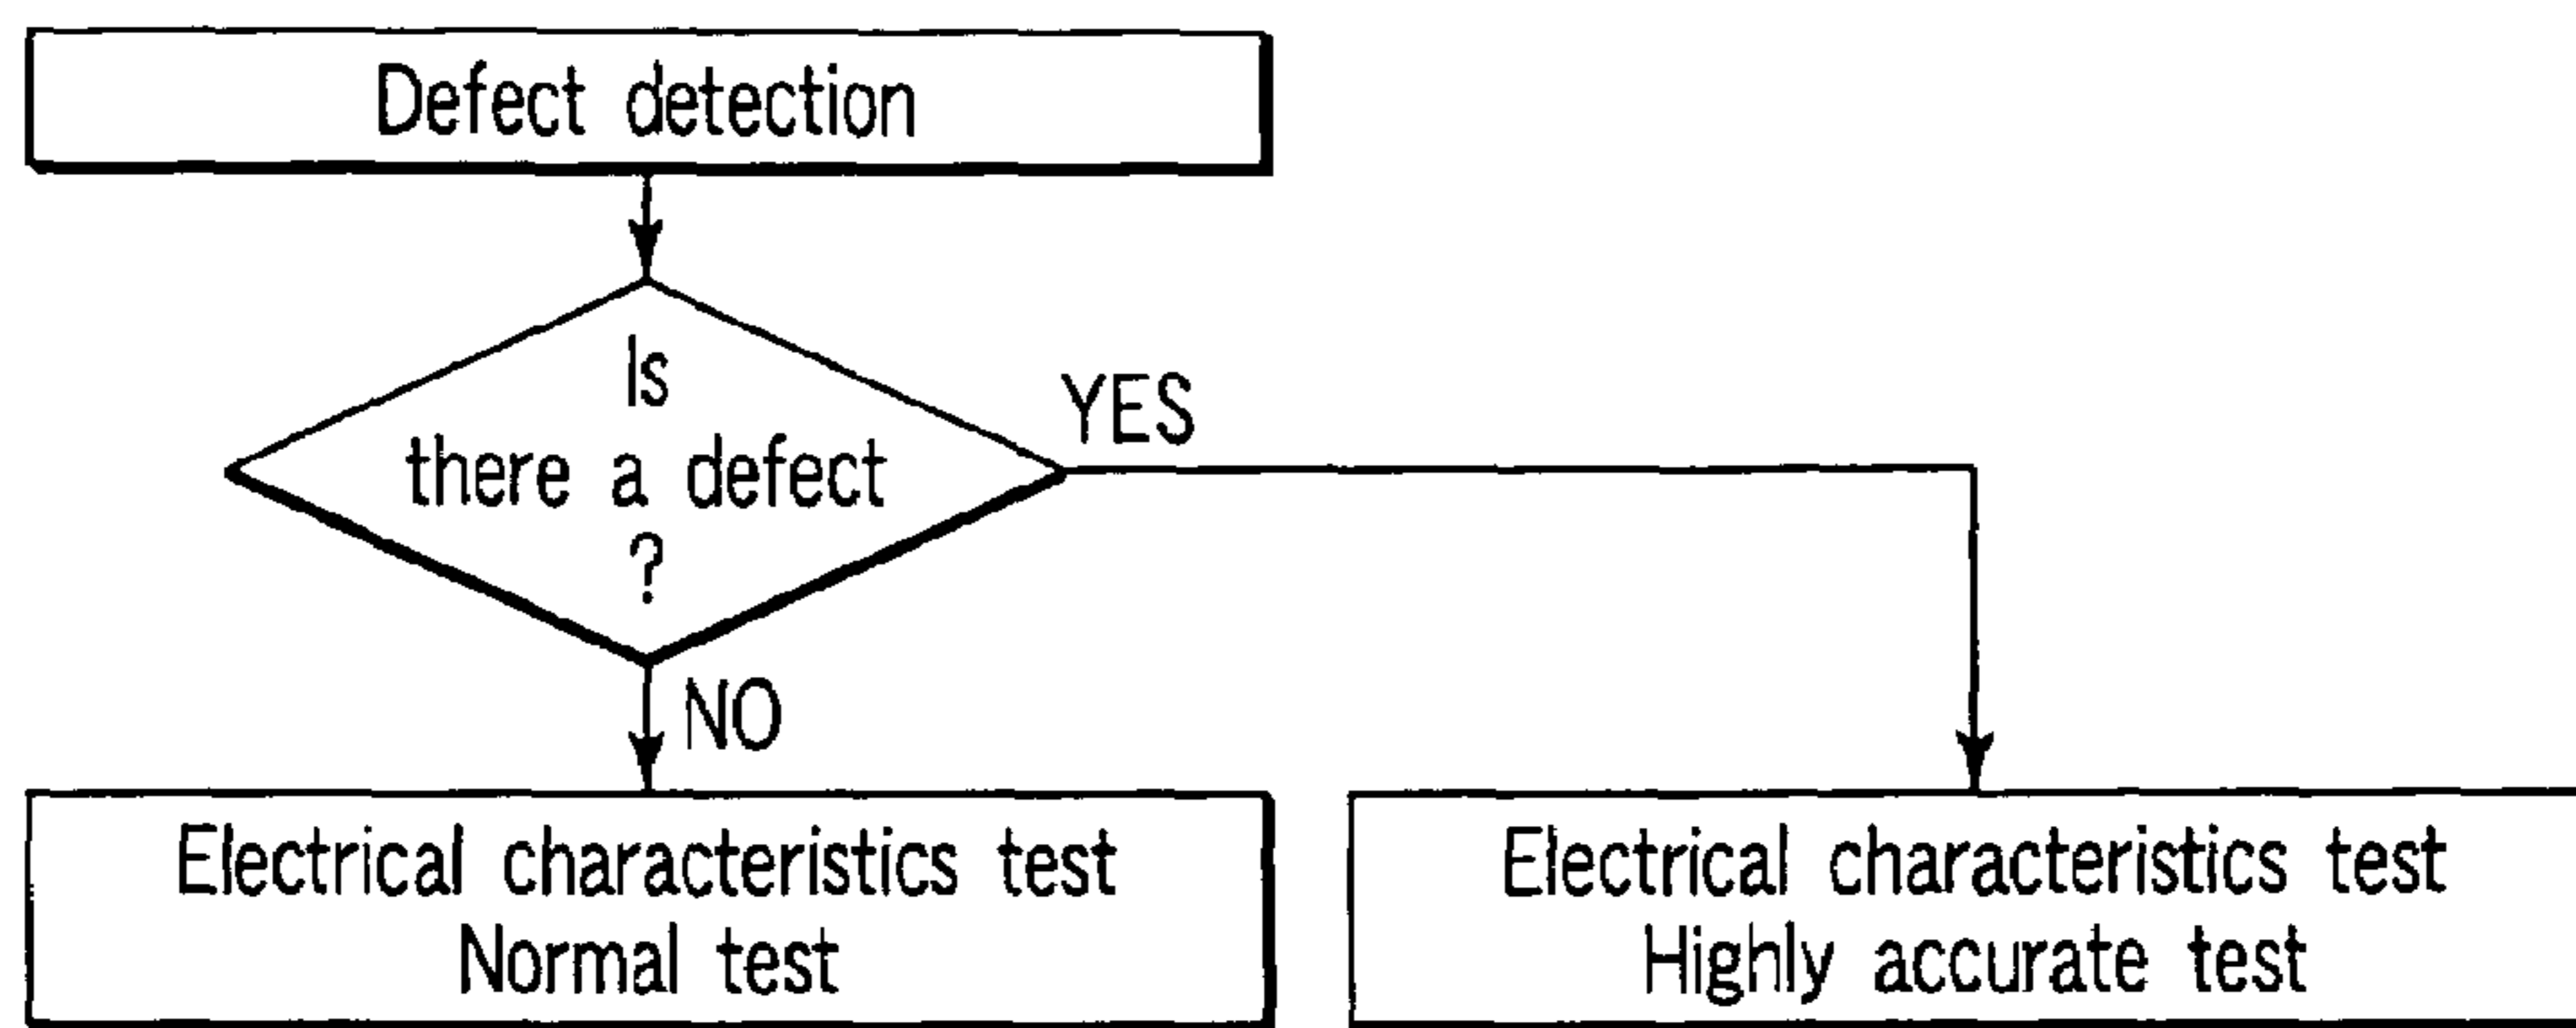 Defect detection
Is
there a defect
?
YES
NO
Electrical characteristics test
Normal test
Electrical characteristics test
Highly accurate test